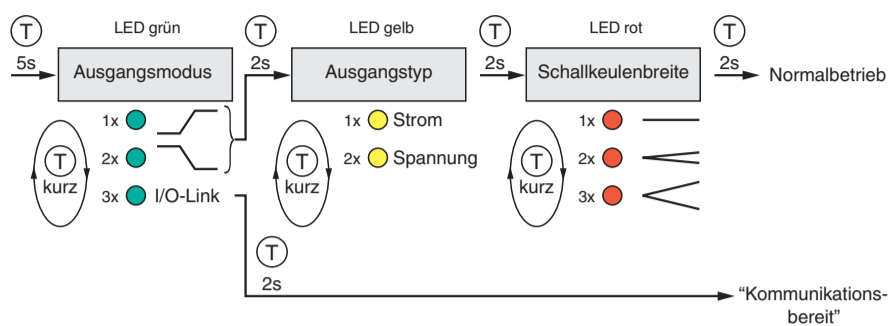 LED grün
LED gelb
LED rot
T
T
T
T
5s
Ausgangsmodus
2s
Ausgangstyp
2s
Schallkeulenbreite
2s
Normalbetrieb
1x
1x Strom
1x
T
kurz
2x
T
kurz
2x Spannung
T
kurz
2x
3x I/O-Link
3x
T
2s
“Kommunikations-
bereit”